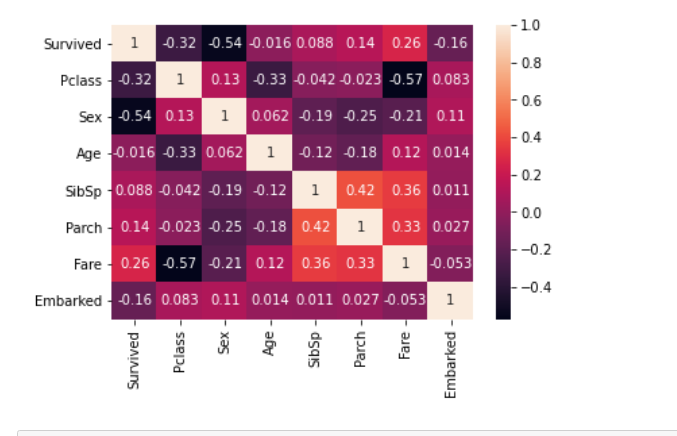 1.0
Survived 1 -0.32 -0.54 -0.016 0.088 0.14 0.26 -0.16
0.8
Pclass -0.32 1 0.13 -0.33 -0.042 -0.023 -0.57 0.083
0.6
Sex -0.54 0.13 1 0.062 -0.19 -0.25 -0.21 0.11
0.4
Age -0.016 -0.33 0.062 1 -0.12 -0.18 0.12 0.014
0.2
SibSp 0.088 -0.042 -0.19 -0.12 1 0.42 0.36 0.011
0.0
Parch 0.14 -0.023 -0.25 -0.18 0.42 1 0.33 0.027
-0.2
Fare 0.26 -0.57 -0.21 0.12 0.36 0.33 1 -0.053
-0.4
Embarked -0.16 0.083 0.11 0.014 0.011 0.027 -0.053 1
Survived
Pclass
Sex
Age
SibSp
Parch
Fare
Embarked